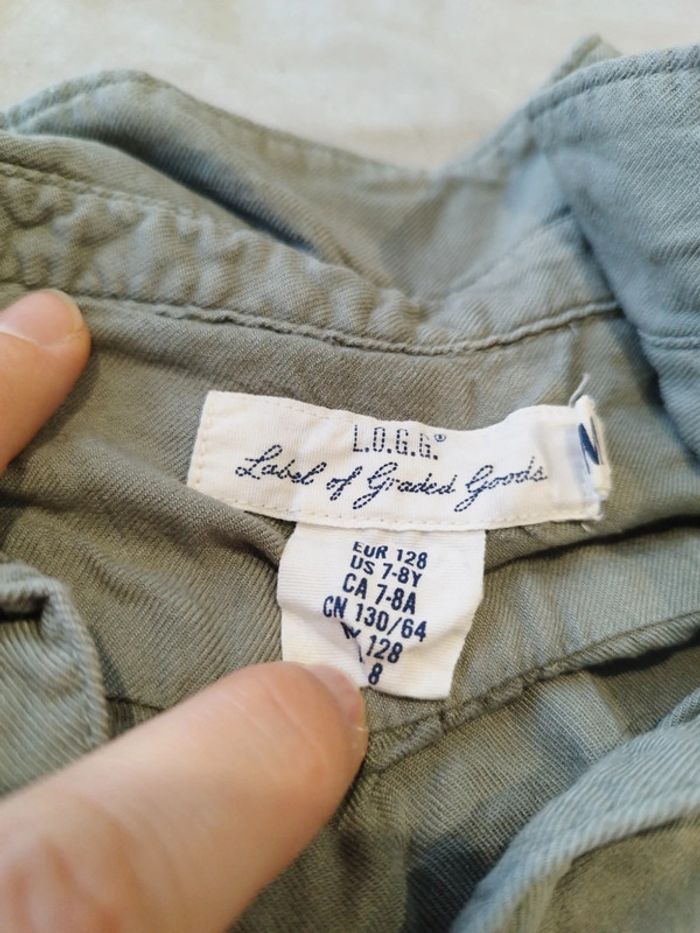 L.O.G.G.®
Label of Graded Goods
EUR 128
US 7-8Y
CA 7-8A
CN 130/64
128
8